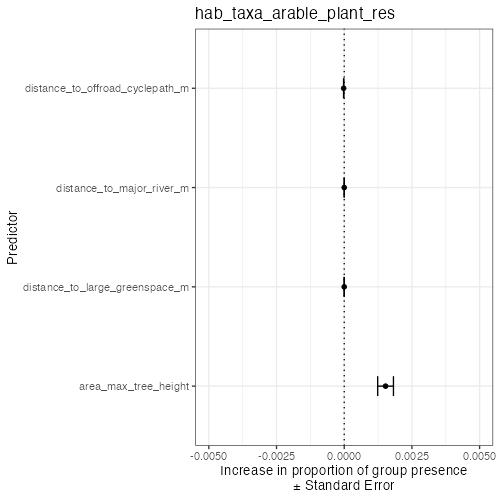 hab_taxa_arable_plant_res
distance_to_offroad_cyclepath_m
distance_to_major_river_m
distance_to_large_greenspace_m
area_max_tree_height
Predictor
-0.0050 -0.0025 0.0000 0.0025 0.0050
Increase in proportion of group presence
± Standard Error